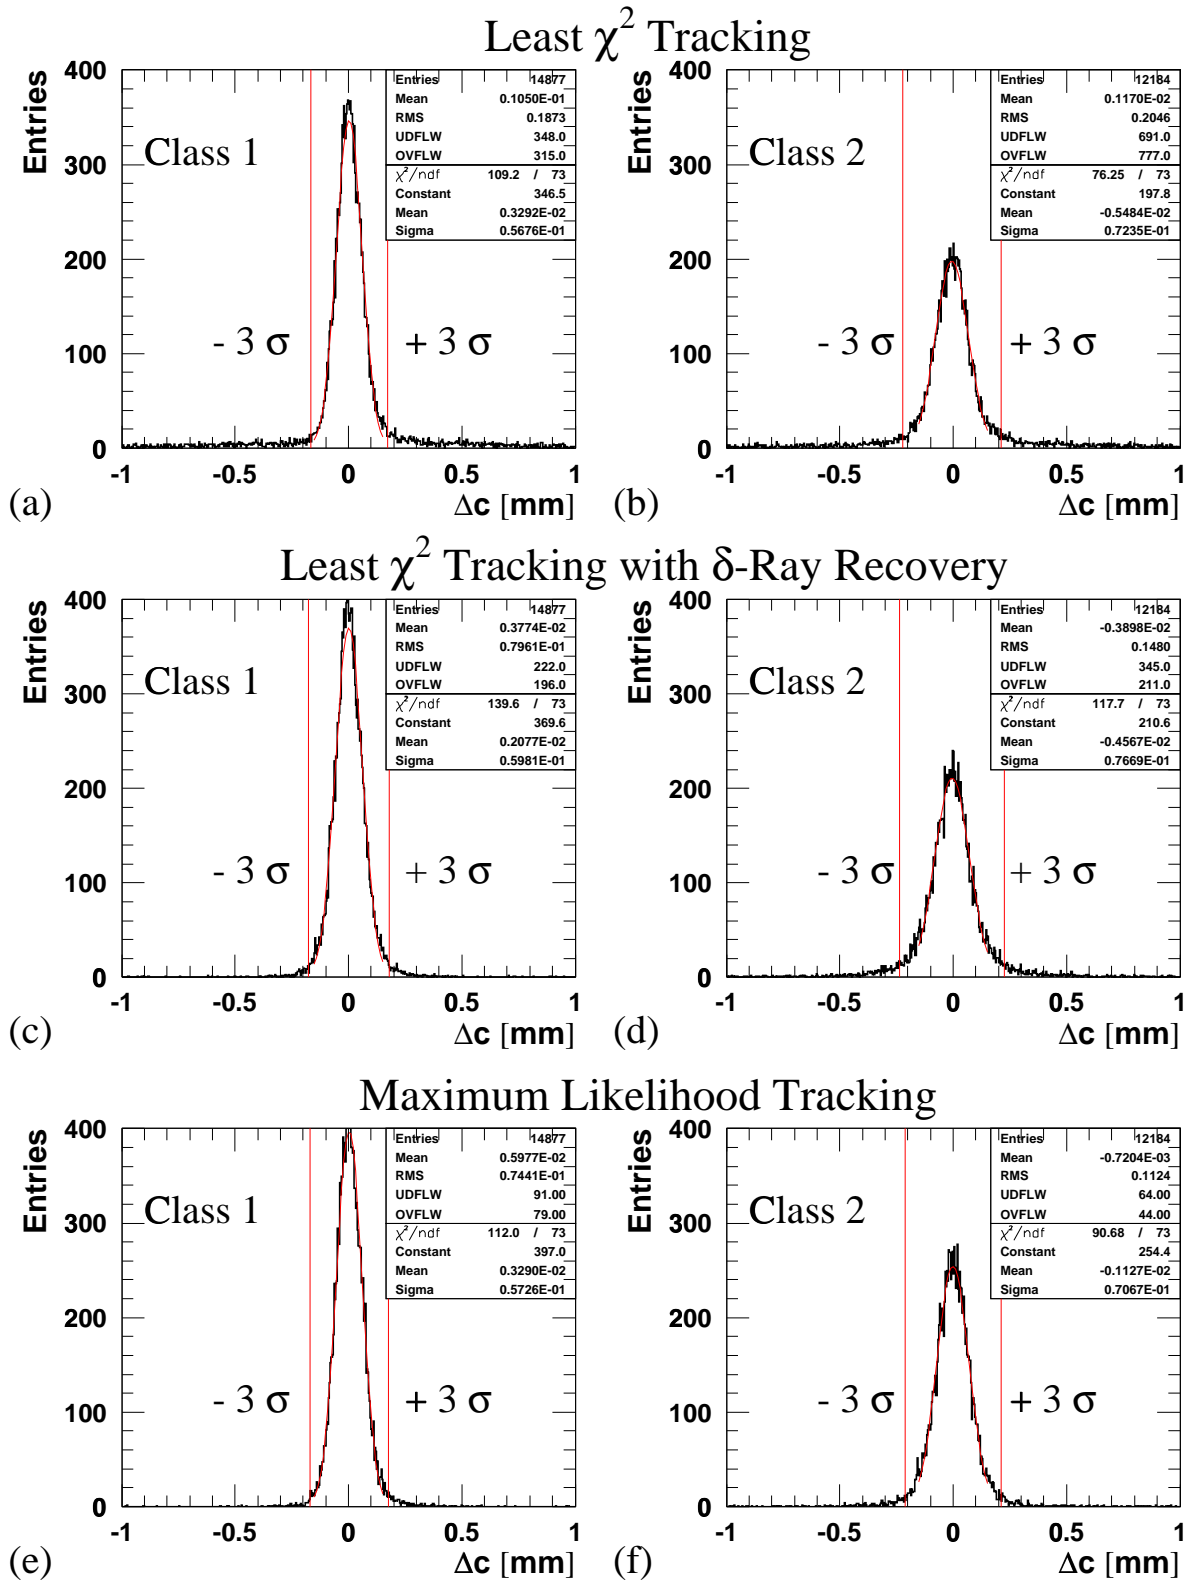 Least χ² Tracking
Entries
400
300
200
100
0
Class 1
- 3 σ
+ 3 σ
Entries 14877
Mean 0.1050E-01
RMS 0.1873
UDFLW 348.0
OVFLW 315.0
χ²/ndf 109.2 / 73
Constant 346.5
Mean 0.3292E-02
Sigma 0.5676E-01
-1 -0.5 0 0.5 1
(a)
Δc [mm]
Entries
400
300
200
100
0
Class 2
- 3 σ
+ 3 σ
Entries 12184
Mean 0.1170E-02
RMS 0.2046
UDFLW 691.0
OVFLW 777.0
χ²/ndf 76.25 / 73
Constant 197.8
Mean -0.5484E-02
Sigma 0.7235E-01
-1 -0.5 0 0.5 1
(b)
Δc [mm]
Least χ² Tracking with δ-Ray Recovery
Entries
400
300
200
100
0
Class 1
- 3 σ
+ 3 σ
Entries 14877
Mean 0.3774E-02
RMS 0.7961E-01
UDFLW 222.0
OVFLW 196.0
χ²/ndf 139.6 / 73
Constant 369.6
Mean 0.2077E-02
Sigma 0.5981E-01
-1 -0.5 0 0.5 1
(c)
Δc [mm]
Entries
400
300
200
100
0
Class 2
- 3 σ
+ 3 σ
Entries 12184
Mean -0.3898E-02
RMS 0.1480
UDFLW 345.0
OVFLW 211.0
χ²/ndf 117.7 / 73
Constant 210.6
Mean -0.4567E-02
Sigma 0.7669E-01
-1 -0.5 0 0.5 1
(d)
Δc [mm]
Maximum Likelihood Tracking
Entries
400
300
200
100
0
Class 1
- 3 σ
+ 3 σ
Entries 14877
Mean 0.5977E-02
RMS 0.7441E-01
UDFLW 91.00
OVFLW 79.00
χ²/ndf 112.0 / 73
Constant 397.0
Mean 0.3290E-02
Sigma 0.5726E-01
-1 -0.5 0 0.5 1
(e)
Δc [mm]
Entries
400
300
200
100
0
Class 2
- 3 σ
+ 3 σ
Entries 12184
Mean -0.7204E-03
RMS 0.1124
UDFLW 64.00
OVFLW 44.00
χ²/ndf 90.68 / 73
Constant 254.4
Mean -0.1127E-02
Sigma 0.7067E-01
-1 -0.5 0 0.5 1
(f)
Δc [mm]